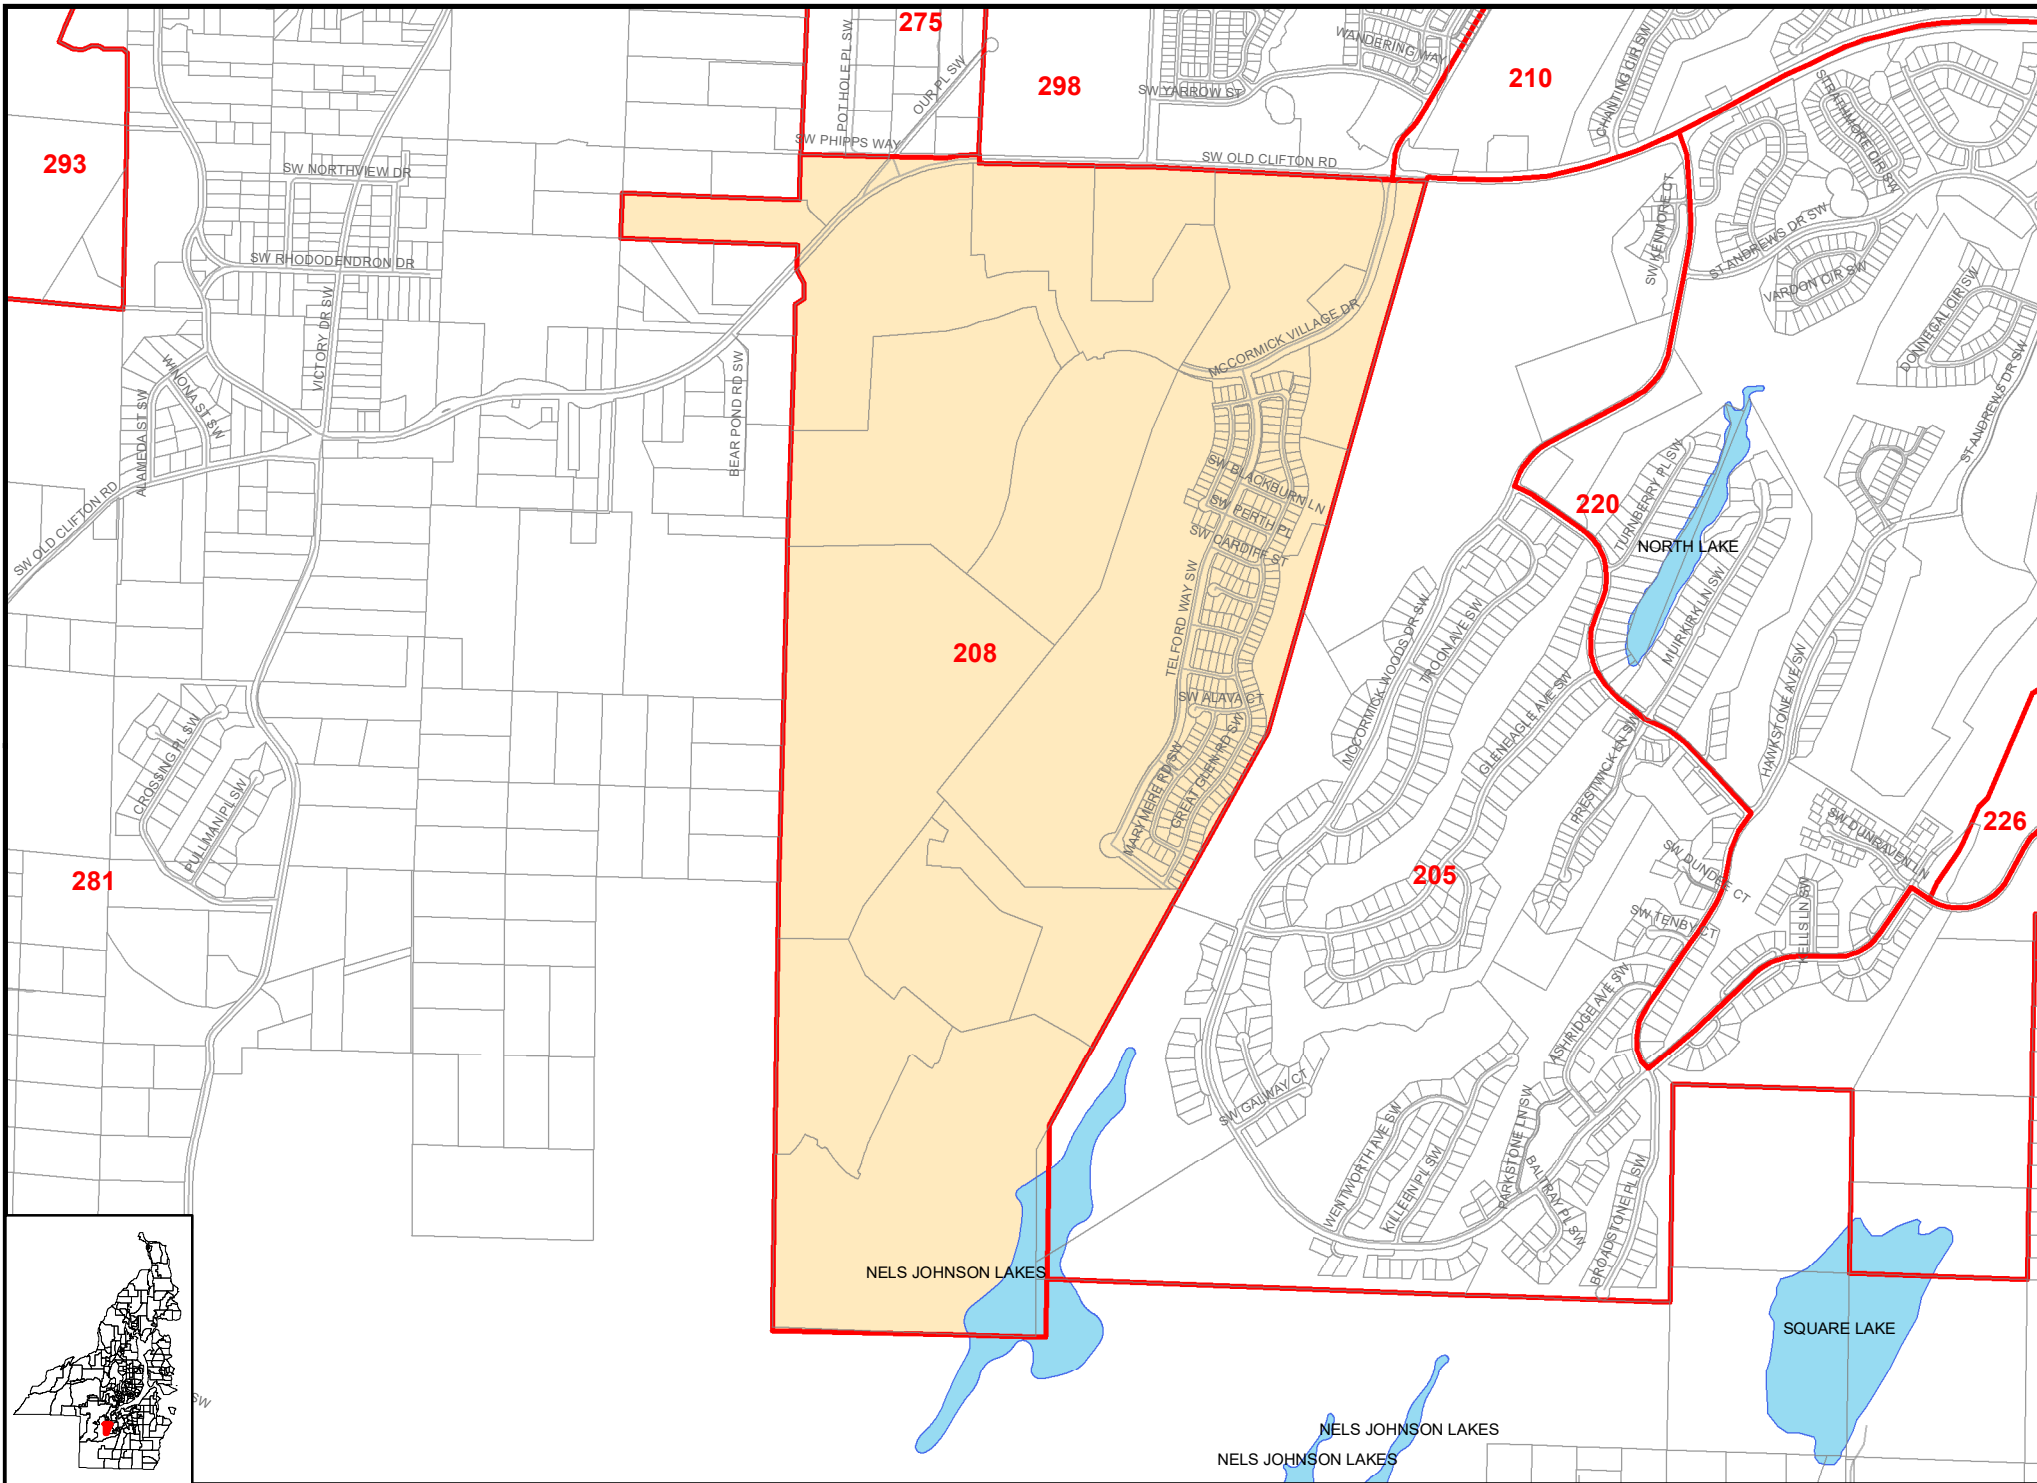 275
POT HOLE PL SW
OUR PL SW
298
WANDERING WAY
SW YARROW ST
210
CHANTING CIR SW
STRATHMORE CIR SW
293
SW NORTHVIEW DR
SW PHIPPS WAY
SW OLD CLIFTON RD
SW KENMORE CT
ST ANDREWS DR SW
VARDON CIR SW
SW RHODODENDRON DR
VICTORY DR SW
DONNEGAL CIR SW
ST ANDREWS DR SW
WINONA ST SW
ALAMEDA ST SW
BEAR POND RD SW
MCCORMICK VILLAGE DR
SW OLD CLIFTON RD
SW BLACKBURN LN
SW PERTH PL
SW CARDIFF ST
TURNBERRY PL SW
220
NORTH LAKE
MUIRKIRK LN SW
TELFORD WAY SW
208
MCCORMICK WOODS DR SW
TROON AVE SW
GLENEAGLE AVE SW
HAWKSTONE AVE SW
SW ALAVA CT
CROSSING PL SW
PULLMAN PL SW
MARYMERE RD SW
GREAT GLEN RD SW
PRESTWICK LN SW
SW DUNDEE CT
SW DUNRAVEN LN
226
281
205
SW TENBY CT
KELLS LN SW
ASHRIDGE AVE SW
SW GALWAY CT
WENTWORTH AVE SW
KILLEEN PL SW
PARKSTONE LN SW
BALTRAY PL SW
BROADSTONE PL SW
NELS JOHNSON LAKES
SQUARE LAKE
SW
NELS JOHNSON LAKES
NELS JOHNSON LAKES